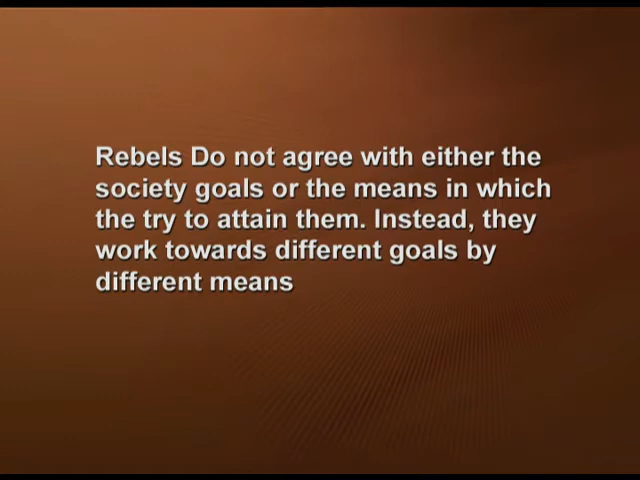 Rebels Do not agree with either the
society goals or the means in which
the try to attain them. Instead, they
work towards different goals by
different means